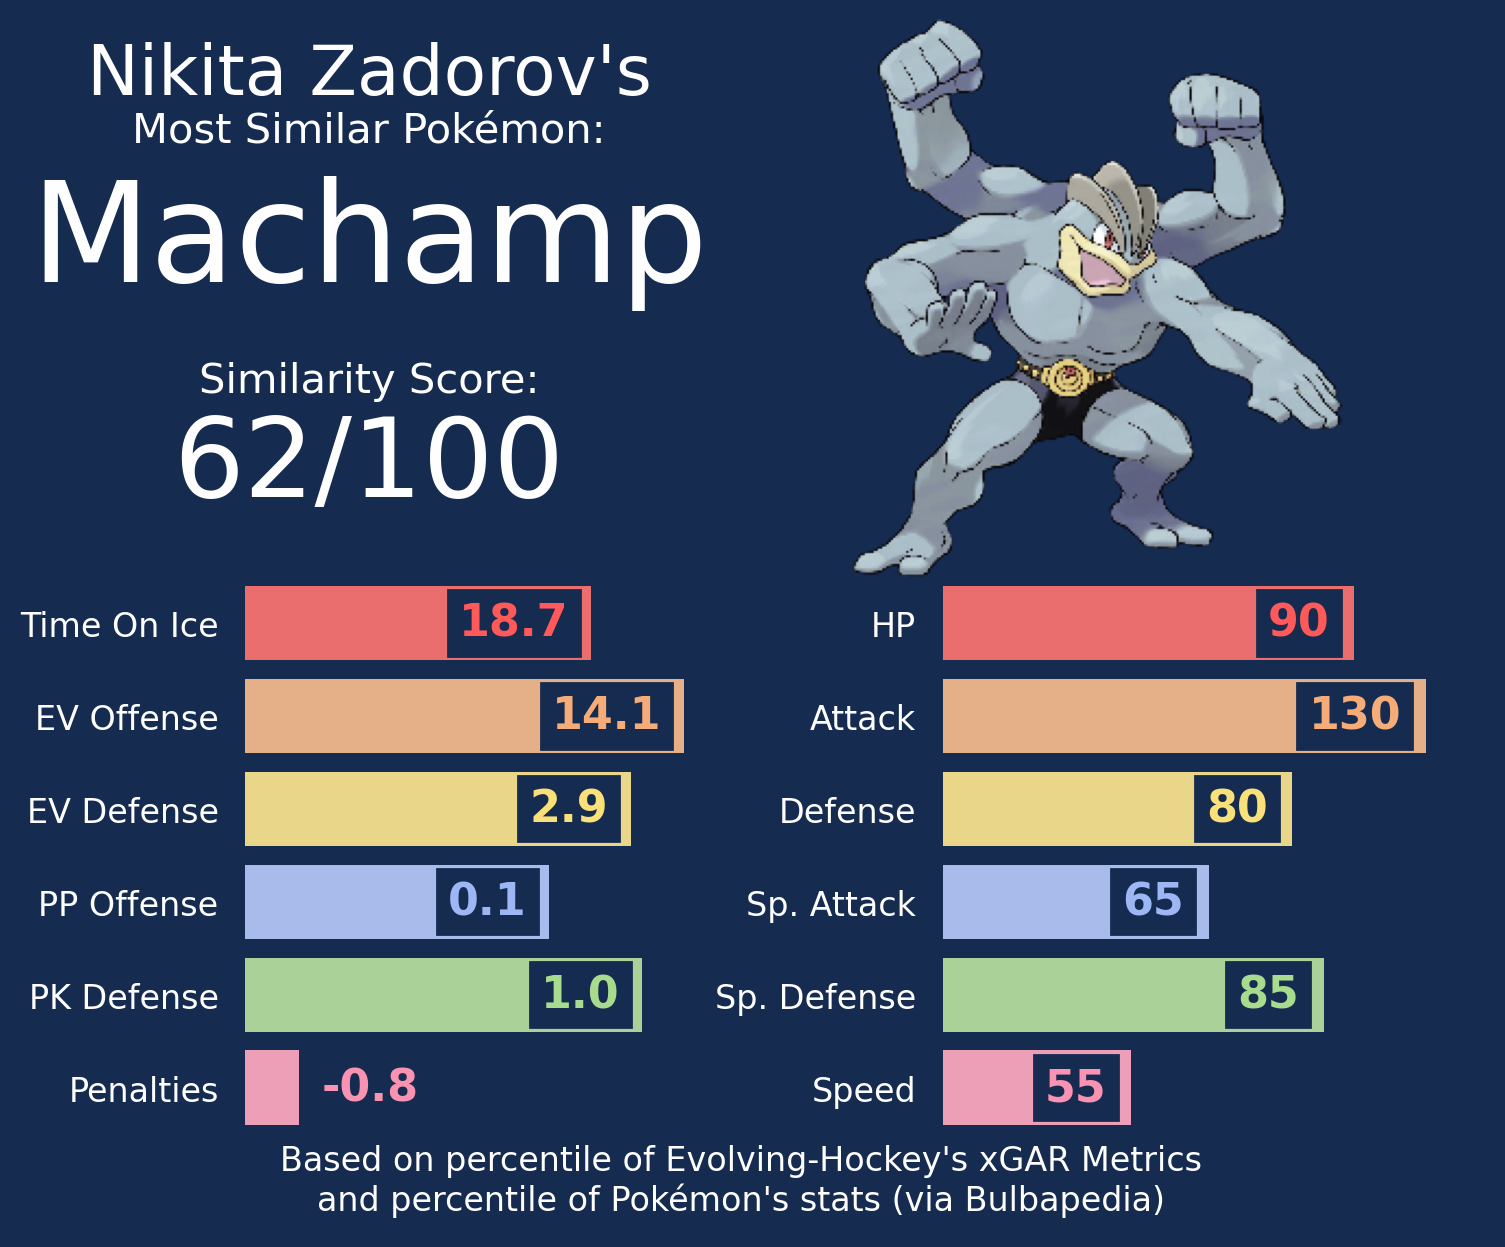 Nikita Zadorov's
Most Similar Pokémon:
Machamp
Similarity Score:
62/100
Time On Ice 18.7
EV Offense 14.1
EV Defense 2.9
PP Offense 0.1
PK Defense 1.0
Penalties -0.8
HP 90
Attack 130
Defense 80
Sp. Attack 65
Sp. Defense 85
Speed 55
Based on percentile of Evolving-Hockey's xGAR Metrics
and percentile of Pokémon's stats (via Bulbapedia)